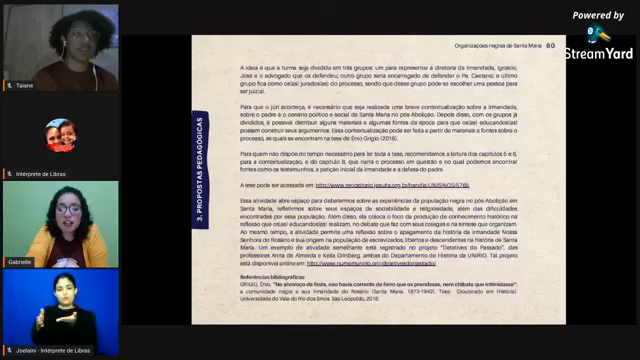 Powered by
StreamYard
Organizações negras de Santa Maria 60
Taiane
A ideia é que a turma seja dividida em três grupos: um para representar a diretoria da Irmandade, Ignácio,
José e o advogado que os defendeu; outro grupo seria encarregado de defender o Pe. Caetano; e último
grupo fica como os(as) jurados(as) do processo, sendo que desse grupo pode se escolher uma pessoa para
ser juiz(a).
Para que o júri aconteça, é necessário que seja realizada uma breve contextualização sobre a Irmandade,
sobre o padre e o cenário político e social de Santa Maria no pós Abolição. Depois disso, com os grupos já
divididos, é possível distribuir alguns materiais e algumas fontes da época para que os(as) educandos(as)
possam construir seus argumentos. Essa contextualização pode ser feita a partir de materiais e fontes sobre o
processo, as quais se encontram na tese de Ênio Grigio (2016).
3. PROPOSTAS PEDAGÓGICAS
Para quem não dispõe do tempo necessário para ler toda a tese, recomendamos a leitura dos capítulos 5 e 6,
para a contextualização, e do capítulo 8, que narra o processo em questão e no qual podemos encontrar
fontes como os testemunhos, a petição inicial da irmandade e a defesa do padre.
A tese pode ser acessada em:
Essa atividade abre espaço para debatermos sobre as experiências da população negra no pós Abolição em
Santa Maria, refletirmos sobre seus espaços de sociabilidade e religiosidade, além das dificuldades
encontradas por essa população. Além disso, ela coloca o foco da produção de conhecimento histórico na
reflexão que os(as) educandos(as) realizam, no debate que faz com seus colegas e na síntese que organizam.
Ao mesmo tempo, a atividade permite uma reflexão sobre o apagamento da história da Irmandade Nossa
Senhora do Rosário e sua origem na população de escravizados, libertos e descendentes na história de Santa
Maria. Um exemplo de atividade semelhante está registrado no projeto "Detetives do Passado", das
professoras Anita de Almeida e Keila Grinberg, ambas do Departamento de História da UNIRIO. Tal projeto
está disponível online em: http://www.numemunirio.org/detetivesdopassado/.
Referências bibliográficas:
GRIGIO, Ênio. "No alvoroço da festa, não havia corrente de ferro que os prendesse, nem chibata que intimidasse":
a comunidade negra e sua Irmandade do Rosário (Santa Maria, 1873-1942). Tese (Doutorado em História).
Universidade do Vale do Rio dos Sinos. São Leopoldo, 2016
Intérprete de Libras
Gabrielle
Joelaini - Intérprete de Libras